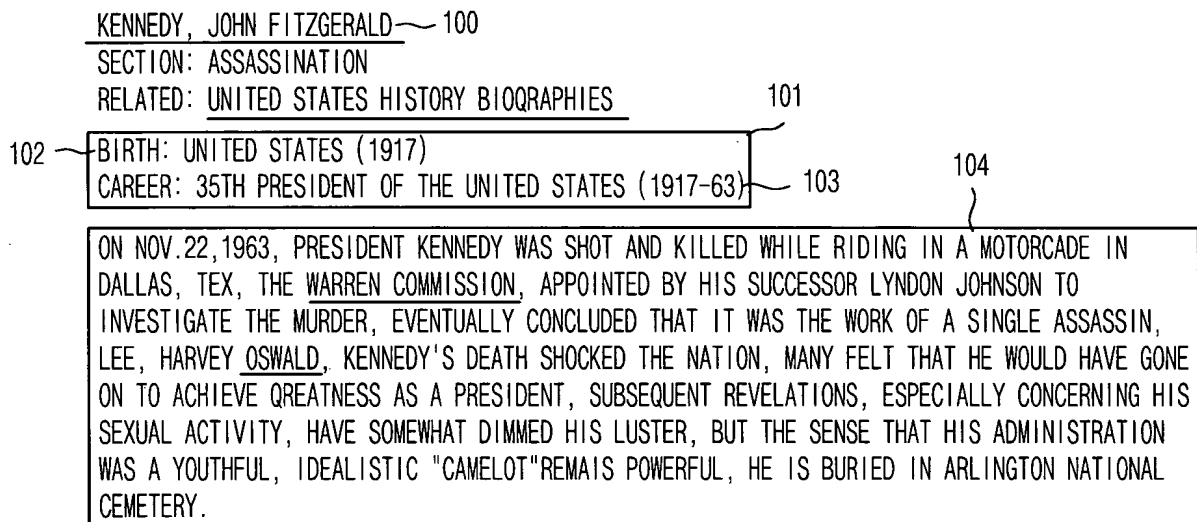 KENNEDY, JOHN FITZGERALD 100
SECTION: ASSASSINATION
RELATED: UNITED STATES HISTORY BIOQRAPHIES
101
102 BIRTH: UNITED STATES (1917)
CAREER: 35TH PRESIDENT OF THE UNITED STATES (1917-63) 103
104
ON NOV.22,1963, PRESIDENT KENNEDY WAS SHOT AND KILLED WHILE RIDING IN A MOTORCADE IN
DALLAS, TEX, THE WARREN COMMISSION, APPOINTED BY HIS SUCCESSOR LYNDON JOHNSON TO
INVESTIGATE THE MURDER, EVENTUALLY CONCLUDED THAT IT WAS THE WORK OF A SINGLE ASSASSIN,
LEE, HARVEY OSWALD, KENNEDY'S DEATH SHOCKED THE NATION, MANY FELT THAT HE WOULD HAVE GONE
ON TO ACHIEVE QREATNESS AS A PRESIDENT, SUBSEQUENT REVELATIONS, ESPECIALLY CONCERNING HIS
SEXUAL ACTIVITY, HAVE SOMEWHAT DIMMED HIS LUSTER, BUT THE SENSE THAT HIS ADMINISTRATION
WAS A YOUTHFUL, IDEALISTIC "CAMELOT"REMAIS POWERFUL, HE IS BURIED IN ARLINGTON NATIONAL
CEMETERY.